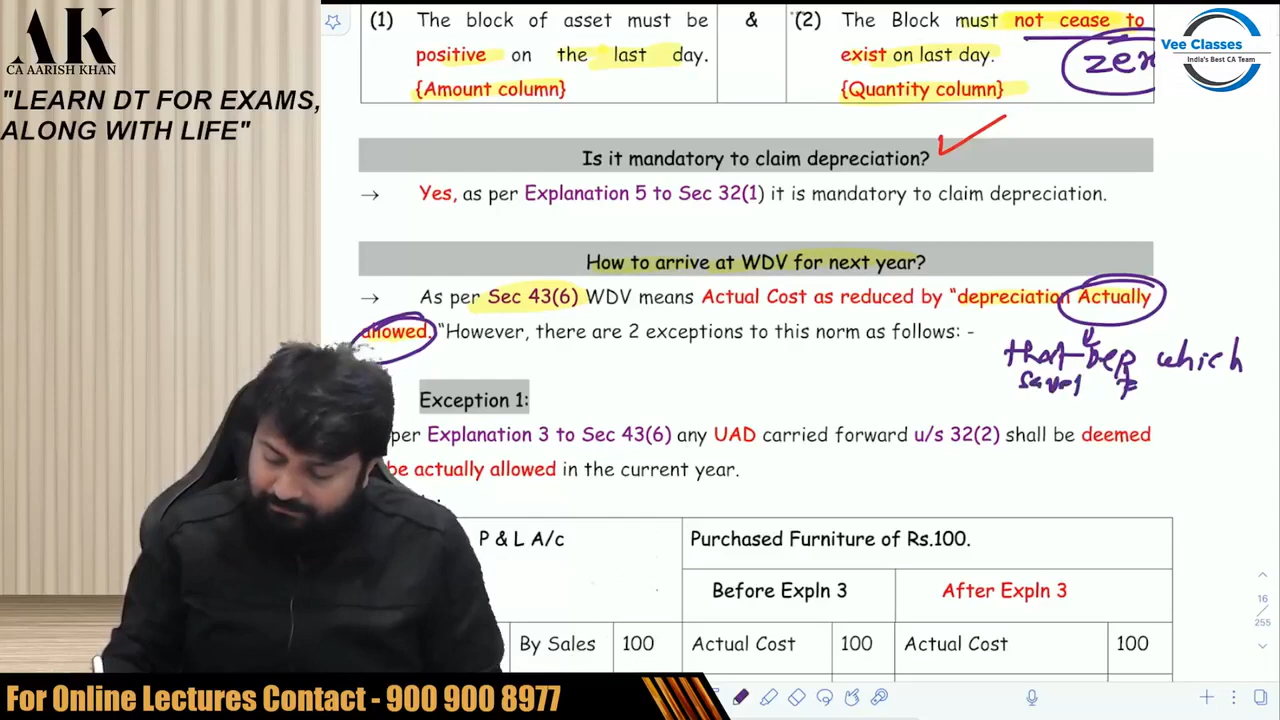 AK
CA AARISH KHAN
"LEARN DT FOR EXAMS,
ALONG WITH LIFE"
(1) The block of asset must be & (2) The Block must not cease to
positive on the last day. exist on last day.
{Amount column} {Quantity column}
Vee Classes
India's Best CA Team
Is it mandatory to claim depreciation?
→ Yes, as per Explanation 5 to Sec 32(1) it is mandatory to claim depreciation.
How to arrive at WDV for next year?
→ As per Sec 43(6) WDV means Actual Cost as reduced by "depreciation Actually
allowed. "However, there are 2 exceptions to this norm as follows: -
that dep which
Exception 1:
per Explanation 3 to Sec 43(6) any UAD carried forward u/s 32(2) shall be deemed
be actually allowed in the current year.
P & L A/c Purchased Furniture of Rs.100.
Before Expln 3 After Expln 3
By Sales 100 Actual Cost 100 Actual Cost 100
16
/
255
For Online Lectures Contact - 900 900 8977